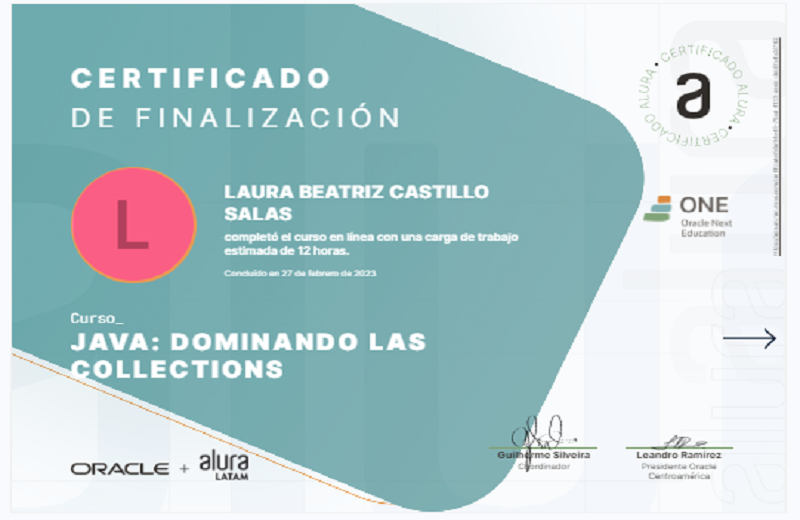 CERTIFICADO
DE FINALIZACIÓN
L
LAURA BEATRIZ CASTILLO
SALAS
completó el curso en línea con una carga de trabajo
estimada de 12 horas.
Concluido en 27 de febrero de 2023
Curso_
JAVA: DOMINANDO LAS
COLLECTIONS
ORACLE + alura
LATAM
CERTIFICADO ALURA
CERTIFICADO ALURA
a
ONE
Oracle Next
Education
Guilherme Silveira
Coordinador
Leandro Ramírez
Presidente Oracle
Centroamérica
alura